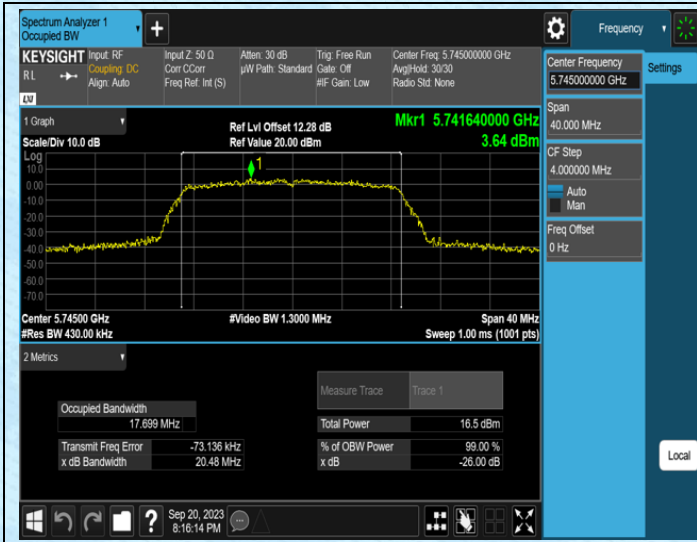 Spectrum Analyzer 1
Occupied BW
Frequency
KEYSIGHT
RL
LXI
Input: RF
Coupling: DC
Align: Auto
Input Z: 50 Ω
Corr CCorr
Freq Ref: Int (S)
Atten: 30 dB
µW Path: Standard
Trig: Free Run
Gate: Off
#IF Gain: Low
Center Freq: 5.745000000 GHz
Avg|Hold: 30/30
Radio Std: None
1 Graph
Scale/Div 10.0 dB
Ref Lvl Offset 12.28 dB
Ref Value 20.00 dBm
Mkr1 5.741640000 GHz
3.64 dBm
Log
10.0
0.00
-10.0
-20.0
-30.0
-40.0
-50.0
-60.0
-70.0
1
Center 5.74500 GHz
#Video BW 1.3000 MHz
Span 40 MHz
#Res BW 430.00 kHz
Sweep 1.00 ms (1001 pts)
2 Metrics
Measure Trace
Trace 1
Occupied Bandwidth
17.699 MHz
Total Power
16.5 dBm
Transmit Freq Error
-73.136 kHz
% of OBW Power
99.00 %
x dB Bandwidth
20.48 MHz
x dB
-26.00 dB
Sep 20, 2023
8:16:14 PM
Center Frequency
5.745000000 GHz
Settings
Span
40.000 MHz
CF Step
4.000000 MHz
Auto
Man
Freq Offset
0 Hz
Local